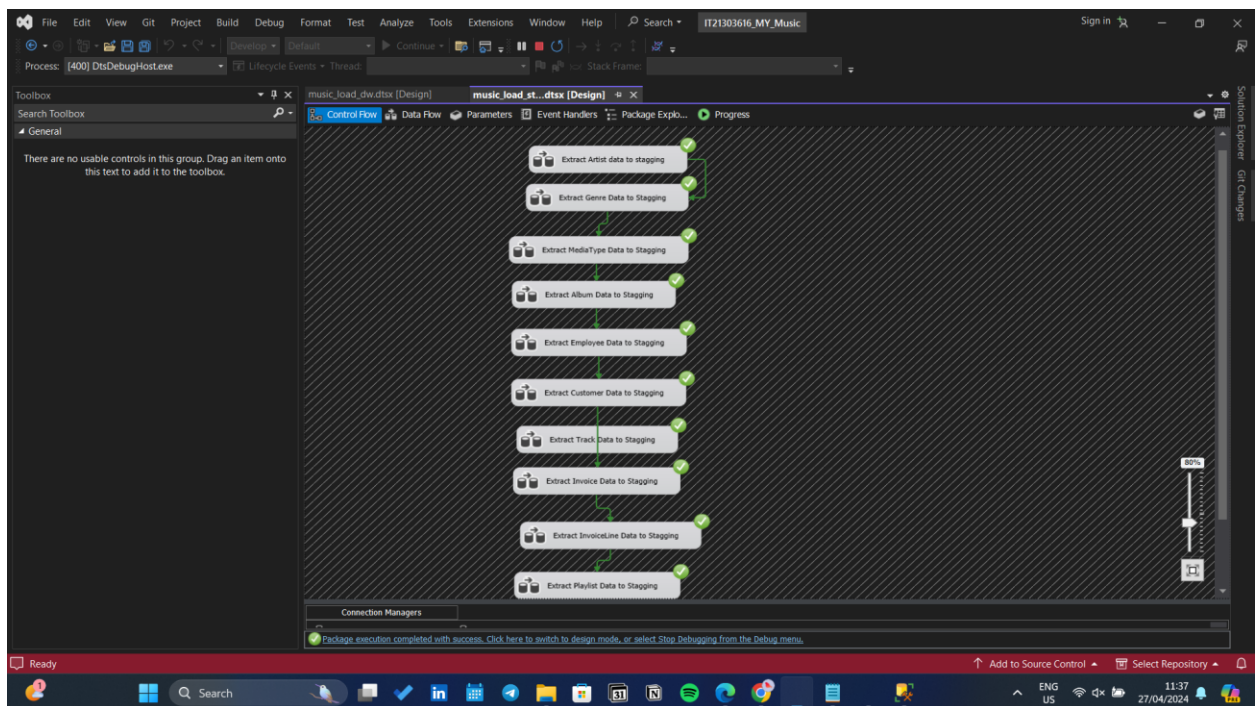 File Edit View Git Project Build Debug Format Test Analyze Tools Extensions Window Help Search IT21303616_MY_Music Sign in
Develop Default Continue
Process: [400] DtsDebugHost.exe Lifecycle Events Thread: Stack Frame:
Toolbox
music_load_dw.dtsx [Design] music_load_st...dtsx [Design]
Search Toolbox
Control Flow Data Flow Parameters Event Handlers Package Explo... Progress
General
There are no usable controls in this group. Drag an item onto
this text to add it to the toolbox.
Extract Artist data to stagging
Extract Genre Data to Stagging
Extract MediaType Data to Stagging
Extract Album Data to Stagging
Extract Employee Data to Stagging
Extract Customer Data to Stagging
Extract Track Data to Stagging
Extract Invoice Data to Stagging
Extract InvoiceLine Data to Stagging
Extract Playlist Data to Stagging
80%
Solution Explorer
Git Changes
Connection Managers
Package execution completed with success. Click here to switch to design mode, or select Stop Debugging from the Debug menu.
Ready Add to Source Control Select Repository
1 Search in 31 ENG 11:37
US 27/04/2024